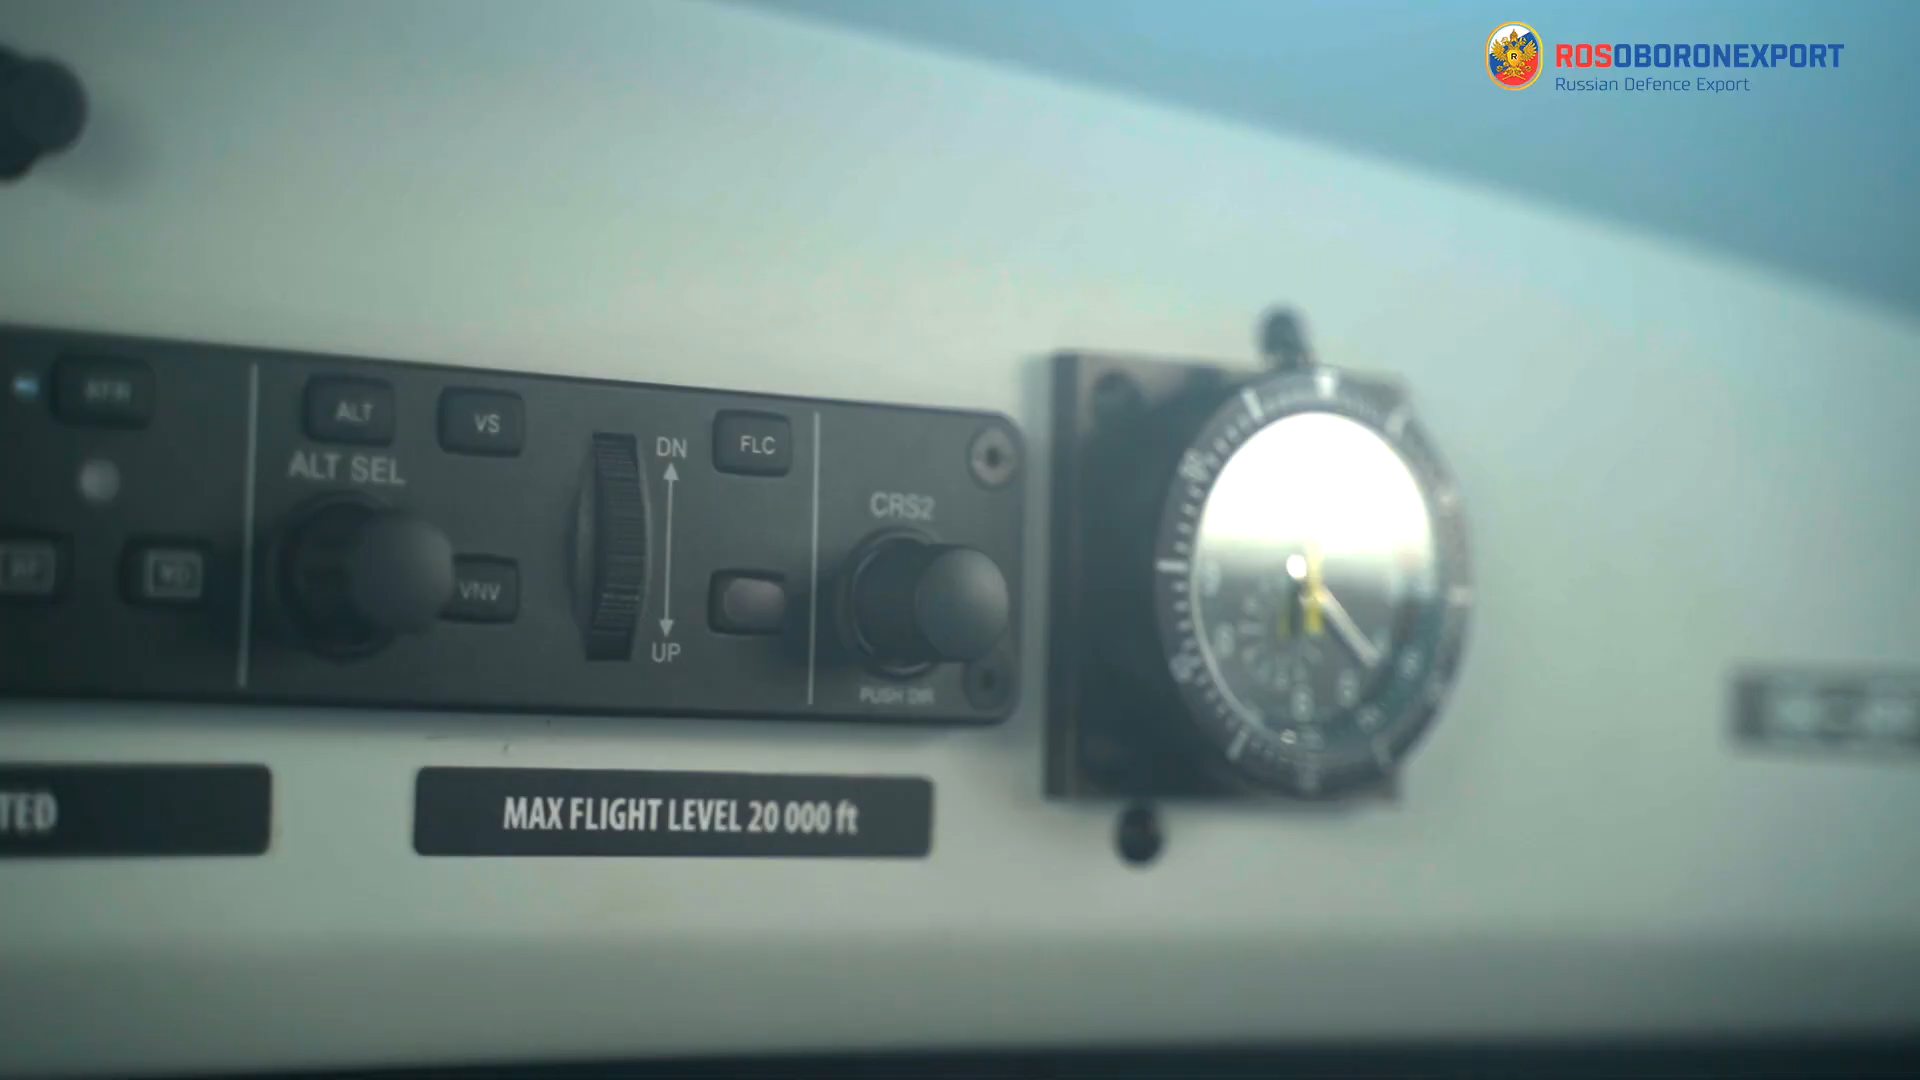 ROSOBORONEXPORT
Russian Defence Export
ALT
VS
DN
FLC
ALT SEL
CRS2
VNV
UP
PUSH DIR
TED
MAX FLIGHT LEVEL 20 000 ft